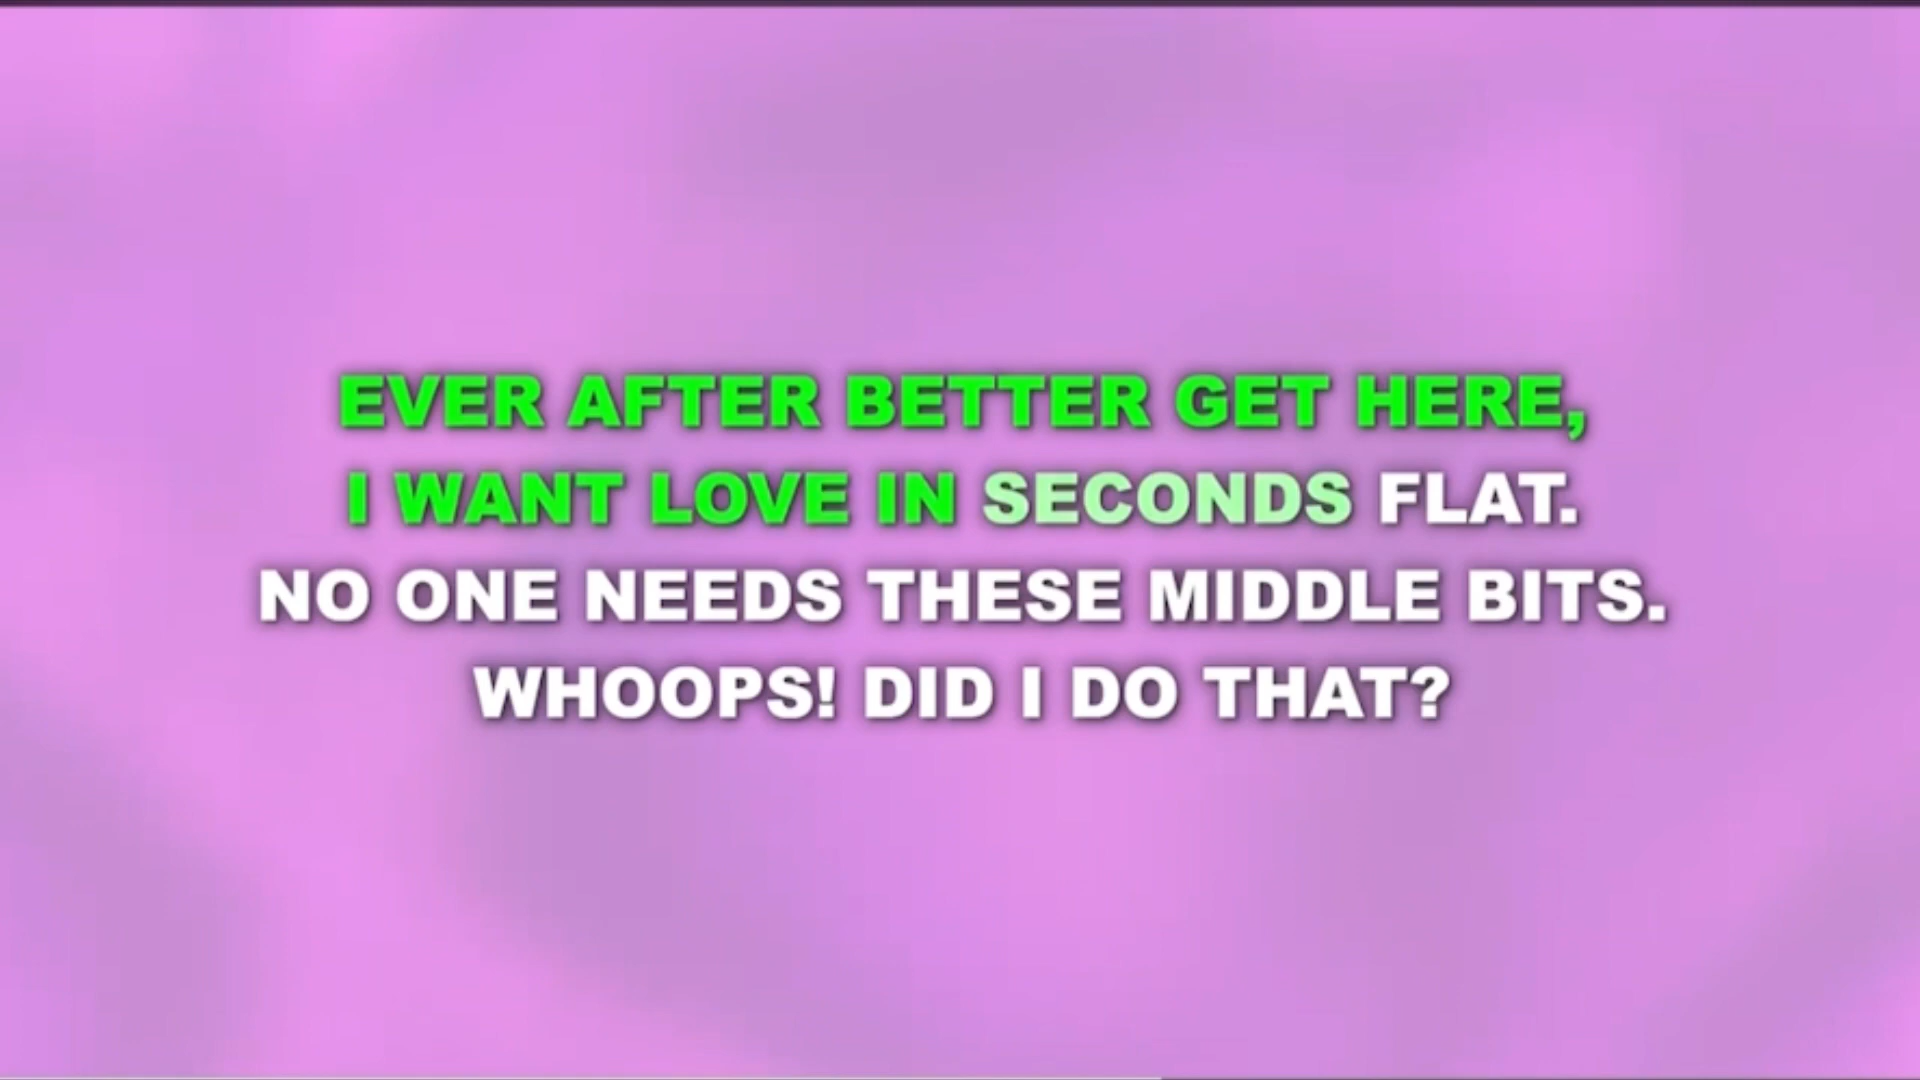 EVER AFTER BETTER GET HERE,
I WANT LOVE IN SECONDS FLAT.
NO ONE NEEDS THESE MIDDLE BITS.
WHOOPS! DID I DO THAT?